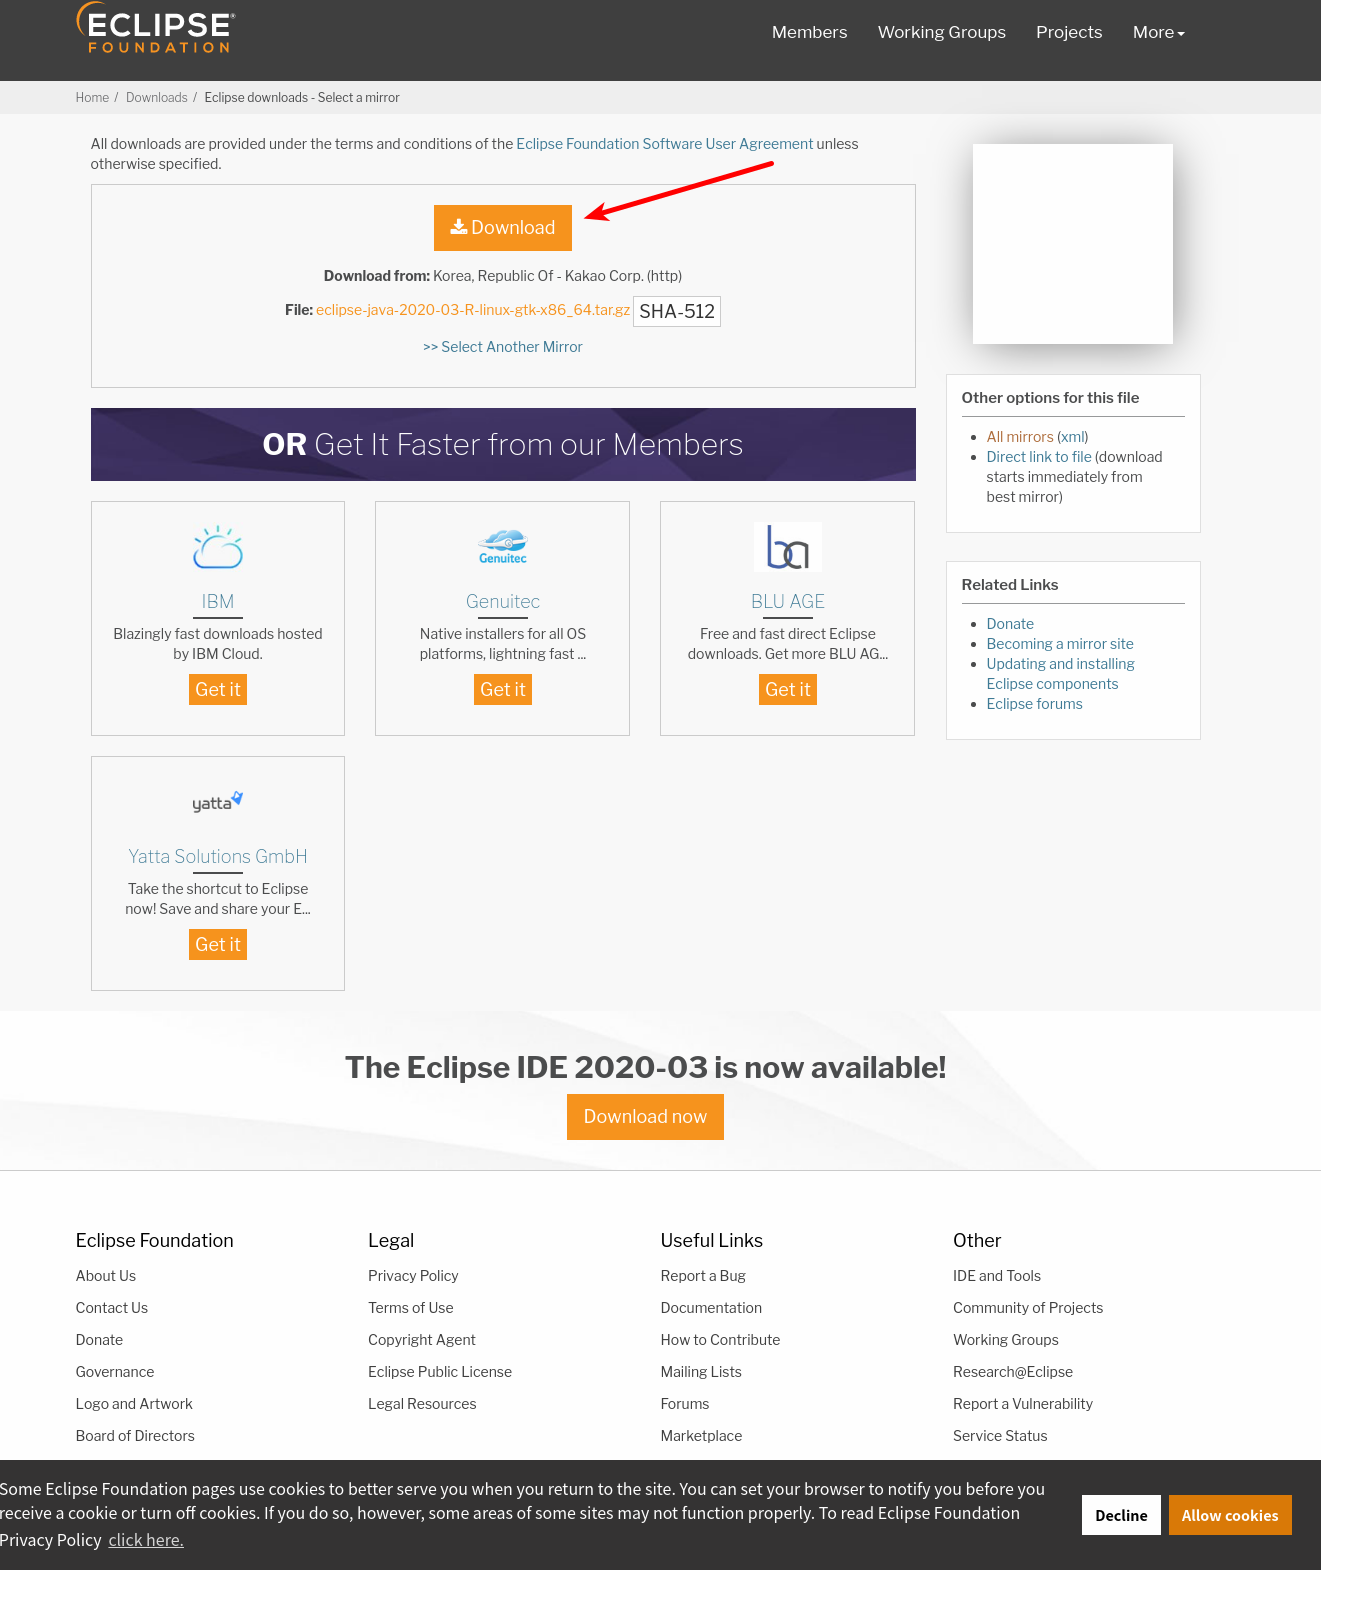 ECLIPSE®
FOUNDATION
Members Working Groups Projects More
Home / Downloads / Eclipse downloads - Select a mirror
All downloads are provided under the terms and conditions of the Eclipse Foundation Software User Agreement unless
otherwise specified.
Download
Download from: Korea, Republic Of - Kakao Corp. (http)
File: eclipse-java-2020-03-R-linux-gtk-x86_64.tar.gz SHA-512
>> Select Another Mirror
OR Get It Faster from our Members
IBM
Blazingly fast downloads hosted
by IBM Cloud.
Get it
Genuitec
Genuitec
Native installers for all OS
platforms, lightning fast ...
Get it
ba
BLU AGE
Free and fast direct Eclipse
downloads. Get more BLU AG...
Get it
yatta
Yatta Solutions GmbH
Take the shortcut to Eclipse
now! Save and share your E...
Get it
Other options for this file
All mirrors (xml)
Direct link to file (download
starts immediately from
best mirror)
Related Links
Donate
Becoming a mirror site
Updating and installing
Eclipse components
Eclipse forums
The Eclipse IDE 2020-03 is now available!
Download now
Eclipse Foundation
About Us
Contact Us
Donate
Governance
Logo and Artwork
Board of Directors
Legal
Privacy Policy
Terms of Use
Copyright Agent
Eclipse Public License
Legal Resources
Useful Links
Report a Bug
Documentation
How to Contribute
Mailing Lists
Forums
Marketplace
Other
IDE and Tools
Community of Projects
Working Groups
Research@Eclipse
Report a Vulnerability
Service Status
Some Eclipse Foundation pages use cookies to better serve you when you return to the site. You can set your browser to notify you before you
receive a cookie or turn off cookies. If you do so, however, some areas of some sites may not function properly. To read Eclipse Foundation
Privacy Policy click here.
Decline
Allow cookies